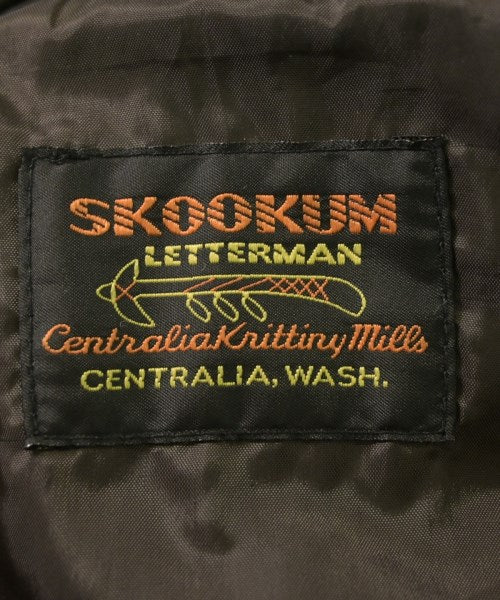 SKOOKUM
LETTERMAN
Centralia Knitting Mills
CENTRALIA, WASH.